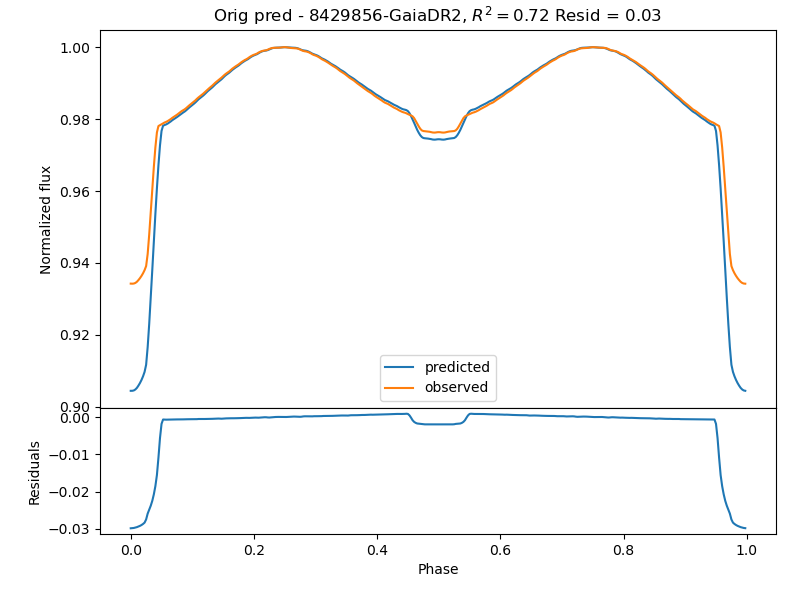 Orig pred - 8429856-GaiaDR2, R² = 0.72 Resid = 0.03
1.00
0.98
0.96
0.94
0.92
0.90
Normalized flux
predicted
observed
0.00
−0.01
−0.02
−0.03
Residuals
0.0 0.2 0.4 0.6 0.8 1.0
Phase